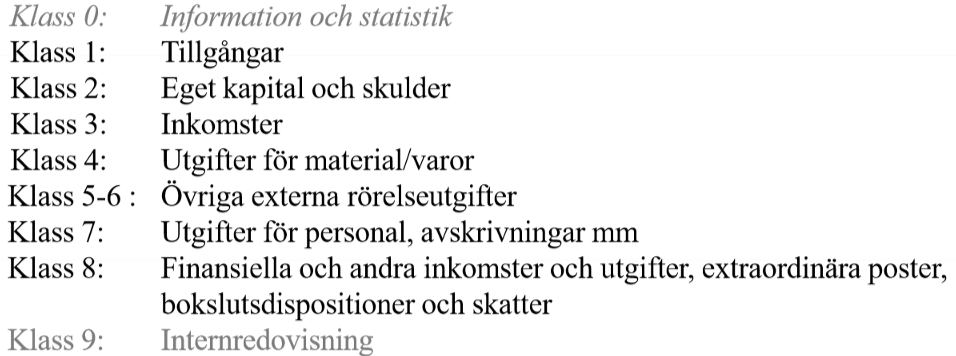 Klass 0: Information och statistik
Klass 1: Tillgångar
Klass 2: Eget kapital och skulder
Klass 3: Inkomster
Klass 4: Utgifter för material/varor
Klass 5-6 : Övriga externa rörelseutgifter
Klass 7: Utgifter för personal, avskrivningar mm
Klass 8: Finansiella och andra inkomster och utgifter, extraordinära poster,
bokslutsdispositioner och skatter
Klass 9: Internredovisning